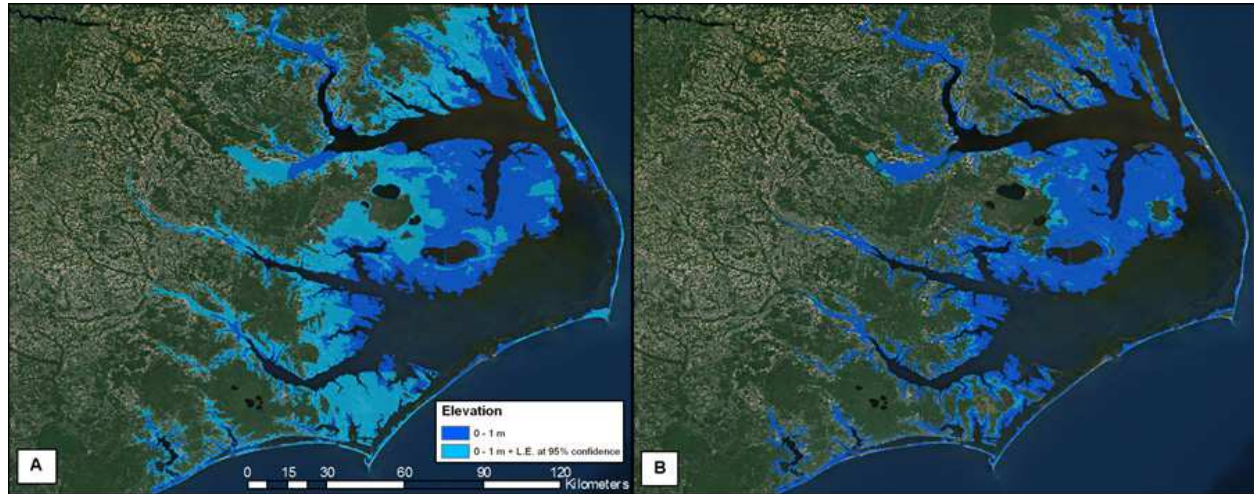 Elevation
0 - 1 m
0 - 1 m + L.E. at 95% confidence
A
0 15 30 60 90 120
Kilometers
B